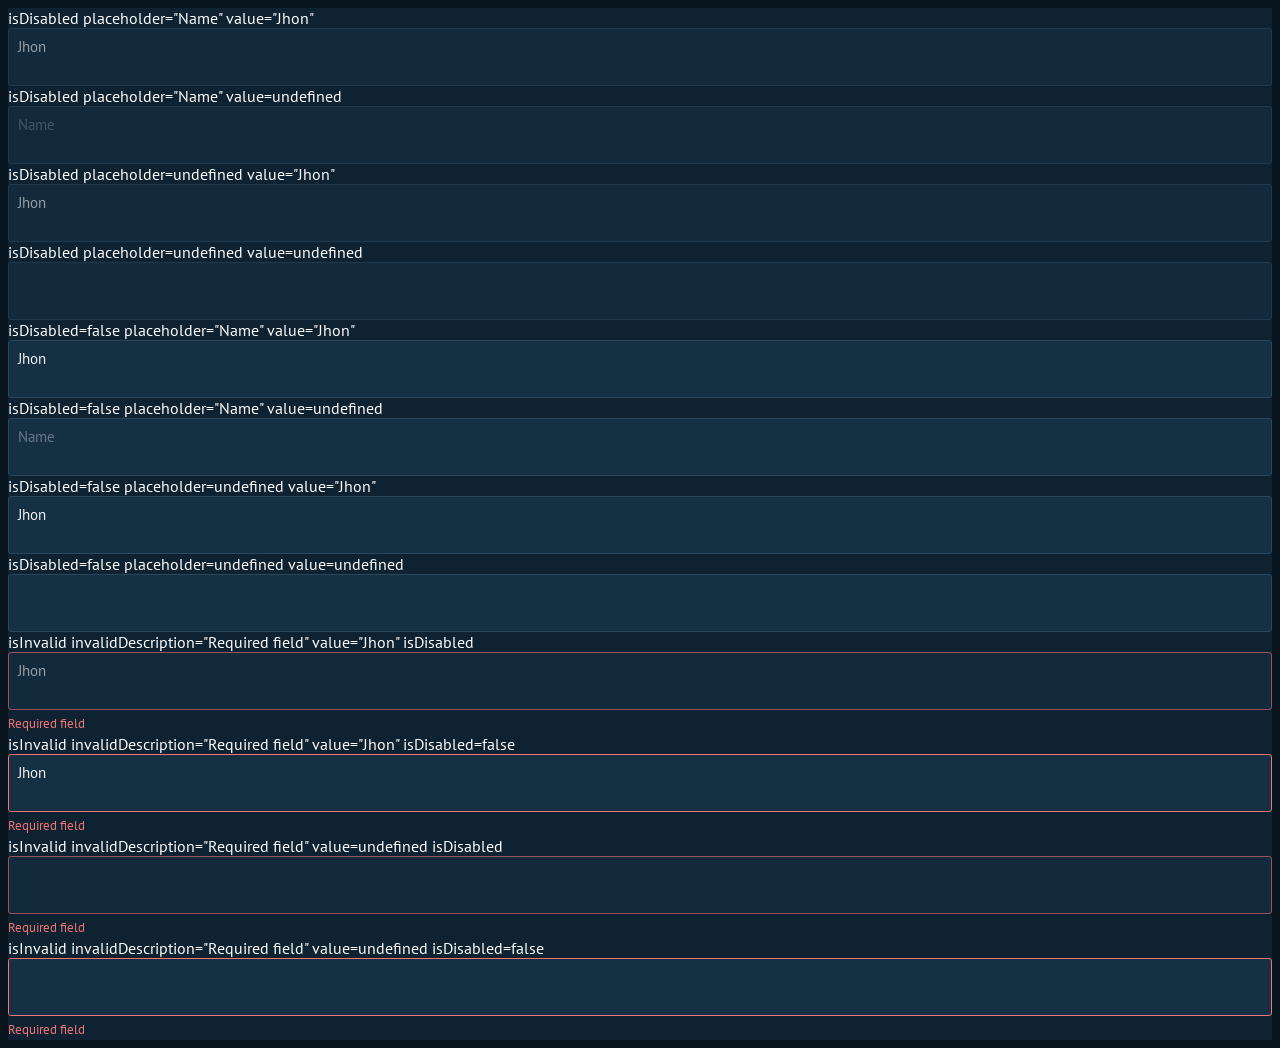 isDisabled placeholder="Name" value="Jhon"
Jhon
isDisabled placeholder="Name" value=undefined
Name
isDisabled placeholder=undefined value="Jhon"
Jhon
isDisabled placeholder=undefined value=undefined
isDisabled=false placeholder="Name" value="Jhon"
Jhon
isDisabled=false placeholder="Name" value=undefined
Name
isDisabled=false placeholder=undefined value="Jhon"
Jhon
isDisabled=false placeholder=undefined value=undefined
isInvalid invalidDescription="Required field" value="Jhon" isDisabled
Jhon
Required field
isInvalid invalidDescription="Required field" value="Jhon" isDisabled=false
Jhon
Required field
isInvalid invalidDescription="Required field" value=undefined isDisabled
Required field
isInvalid invalidDescription="Required field" value=undefined isDisabled=false
Required field